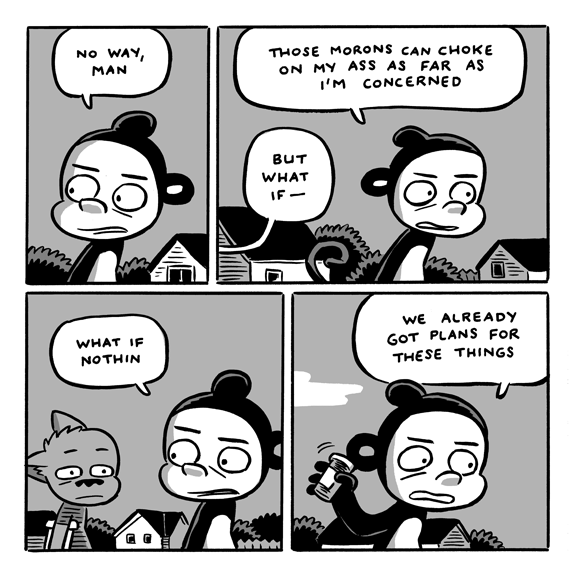 NO WAY,
MAN
THOSE MORONS CAN CHOKE
ON MY ASS AS FAR AS
I'M CONCERNED
BUT
WHAT
IF—
WHAT IF
NOTHIN
WE ALREADY
GOT PLANS FOR
THESE THINGS